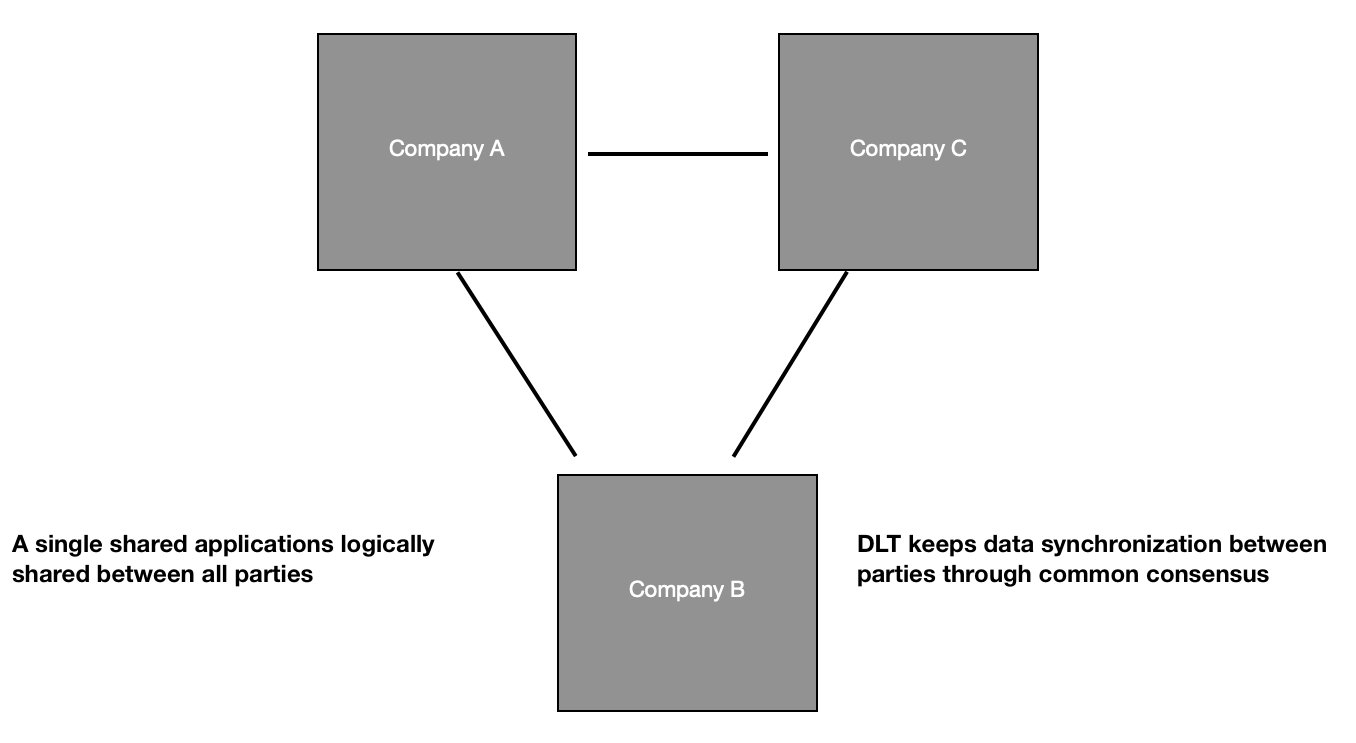 Company A
Company C
A single shared applications logically
shared between all parties
Company B
DLT keeps data synchronization between
parties through common consensus